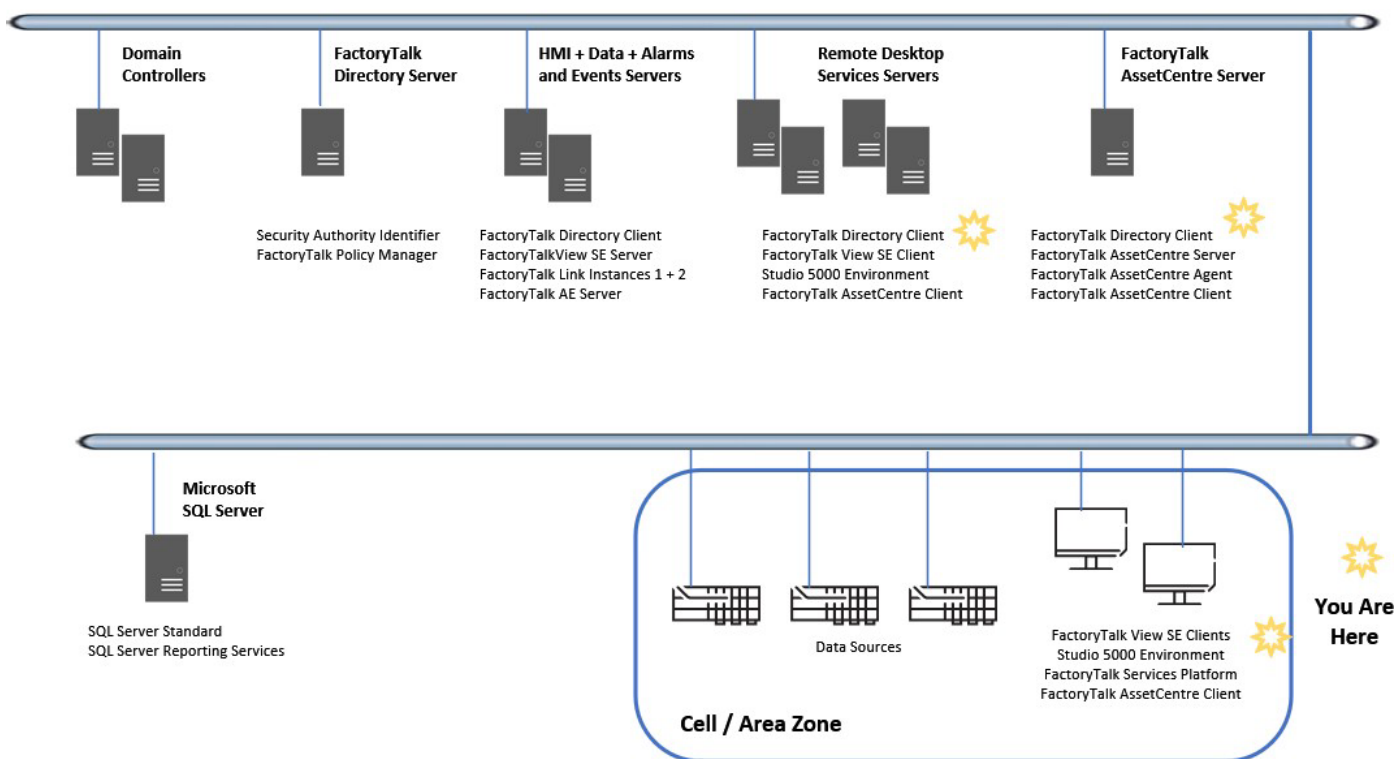 Domain
Controllers
FactoryTalk
Directory Server
HMI + Data + Alarms
and Events Servers
Remote Desktop
Services Servers
FactoryTalk
AssetCentre Server
Security Authority Identifier
FactoryTalk Policy Manager
FactoryTalk Directory Client
FactoryTalkView SE Server
FactoryTalk Link Instances 1 + 2
FactoryTalk AE Server
FactoryTalk Directory Client
FactoryTalk View SE Client
Studio 5000 Environment
FactoryTalk AssetCentre Client
FactoryTalk Directory Client
FactoryTalk AssetCentre Server
FactoryTalk AssetCentre Agent
FactoryTalk AssetCentre Client
Microsoft
SQL Server
SQL Server Standard
SQL Server Reporting Services
Data Sources
FactoryTalk View SE Clients
Studio 5000 Environment
FactoryTalk Services Platform
FactoryTalk AssetCentre Client
Cell / Area Zone
You Are
Here